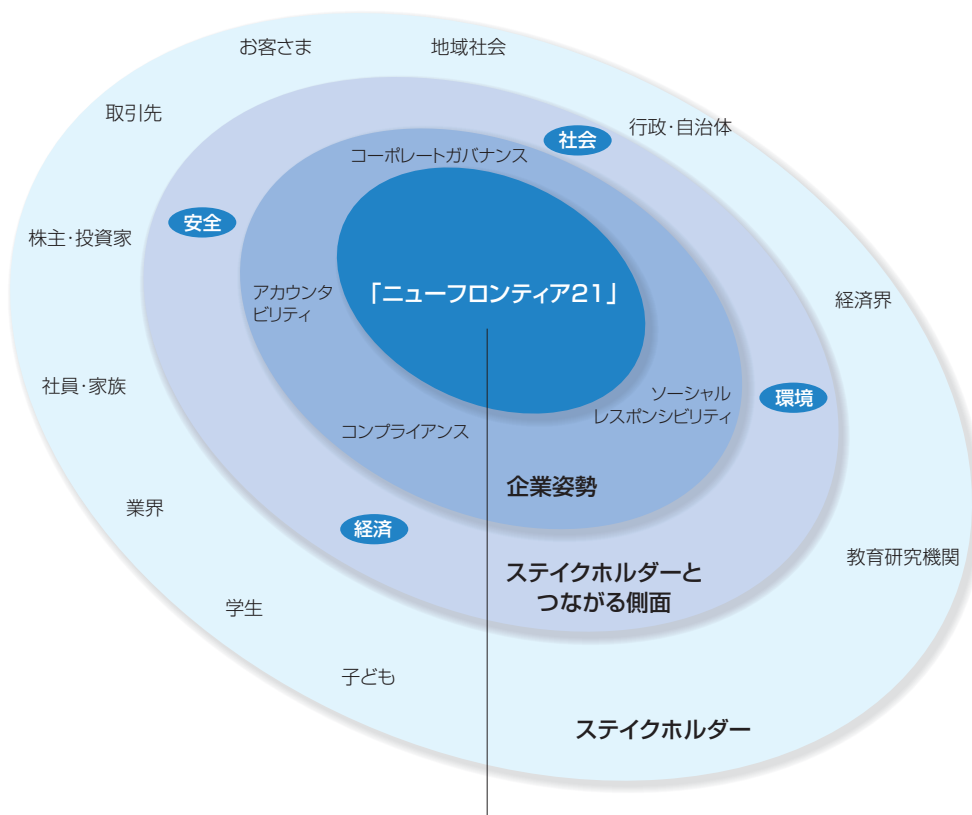 お客さま
地域社会
取引先
行政・自治体
社会
コーポレートガバナンス
安全
株主・投資家
「ニューフロンティア21」
アカウンタ
ビリティ
経済界
社員・家族
ソーシャル
レスポンシビリティ
環境
コンプライアンス
企業姿勢
業界
経済
教育研究機関
ステイクホルダーと
つながる側面
学生
子ども
ステイクホルダー